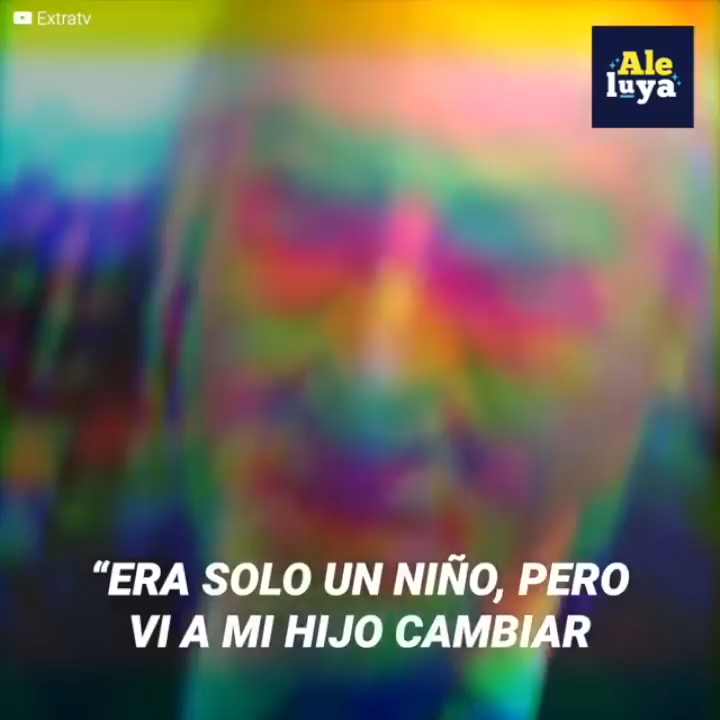 Extratv
Ale
luya
“ERA SOLO UN NIÑO, PERO
VI A MI HIJO CAMBIAR